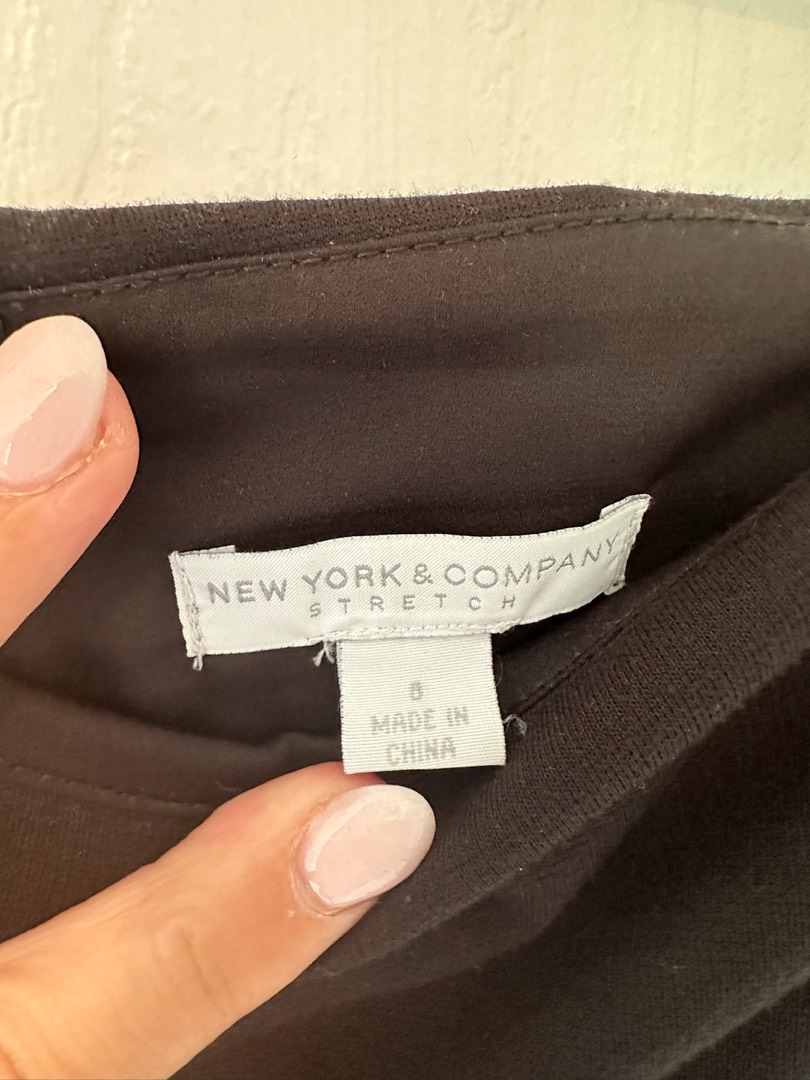 NEW YORK & COMPANY
STRETCH
8
MADE IN
CHINA